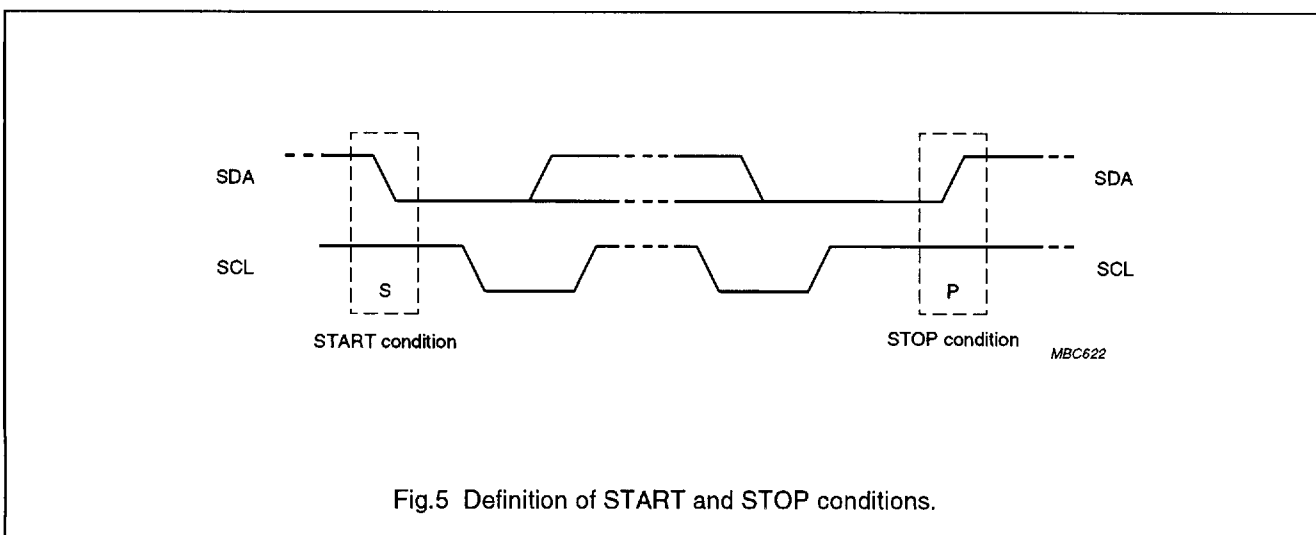 SDA
SDA
SCL
SCL
S
P
START condition
STOP condition
MBC622
Fig.5 Definition of START and STOP conditions.